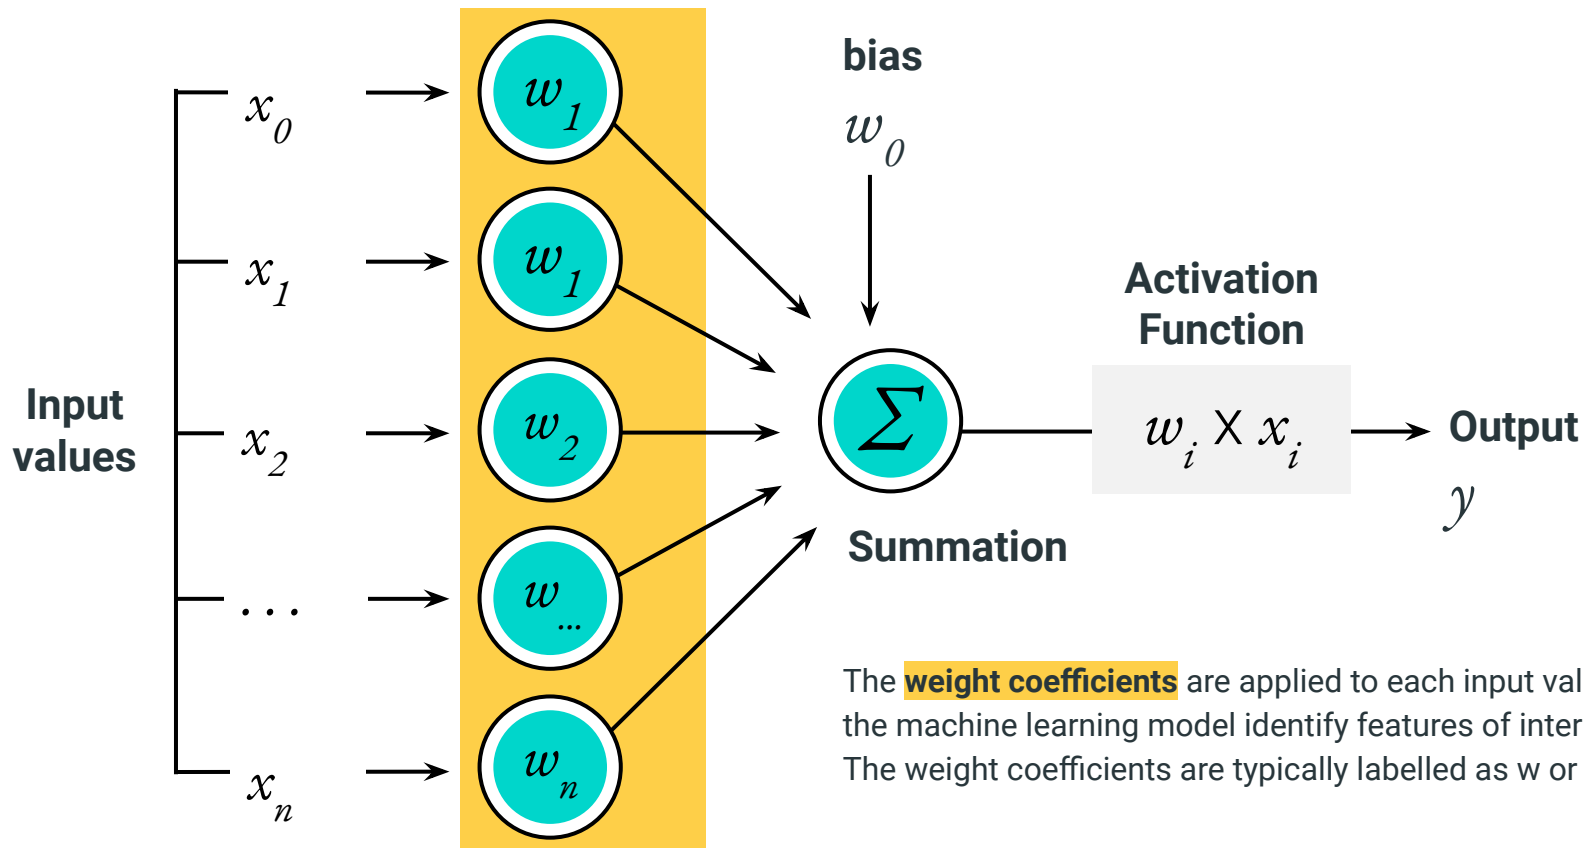 bias
w0
x0
w1
x1
w1
Activation
Function
Input
values
x2
w2
Σ
wi X xi
Output
y
...
w...
Summation
xn
wn
The weight coefficients are applied to each input val
the machine learning model identify features of inter
The weight coefficients are typically labelled as w or